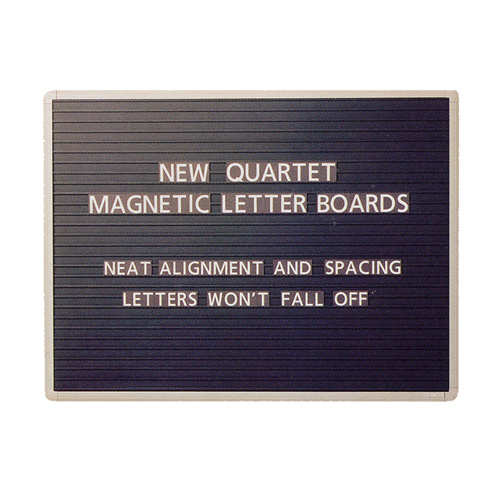 NEW QUARTET
MAGNETIC LETTER BOARDS
NEAT ALIGNMENT AND SPACING
LETTERS WON'T FALL OFF